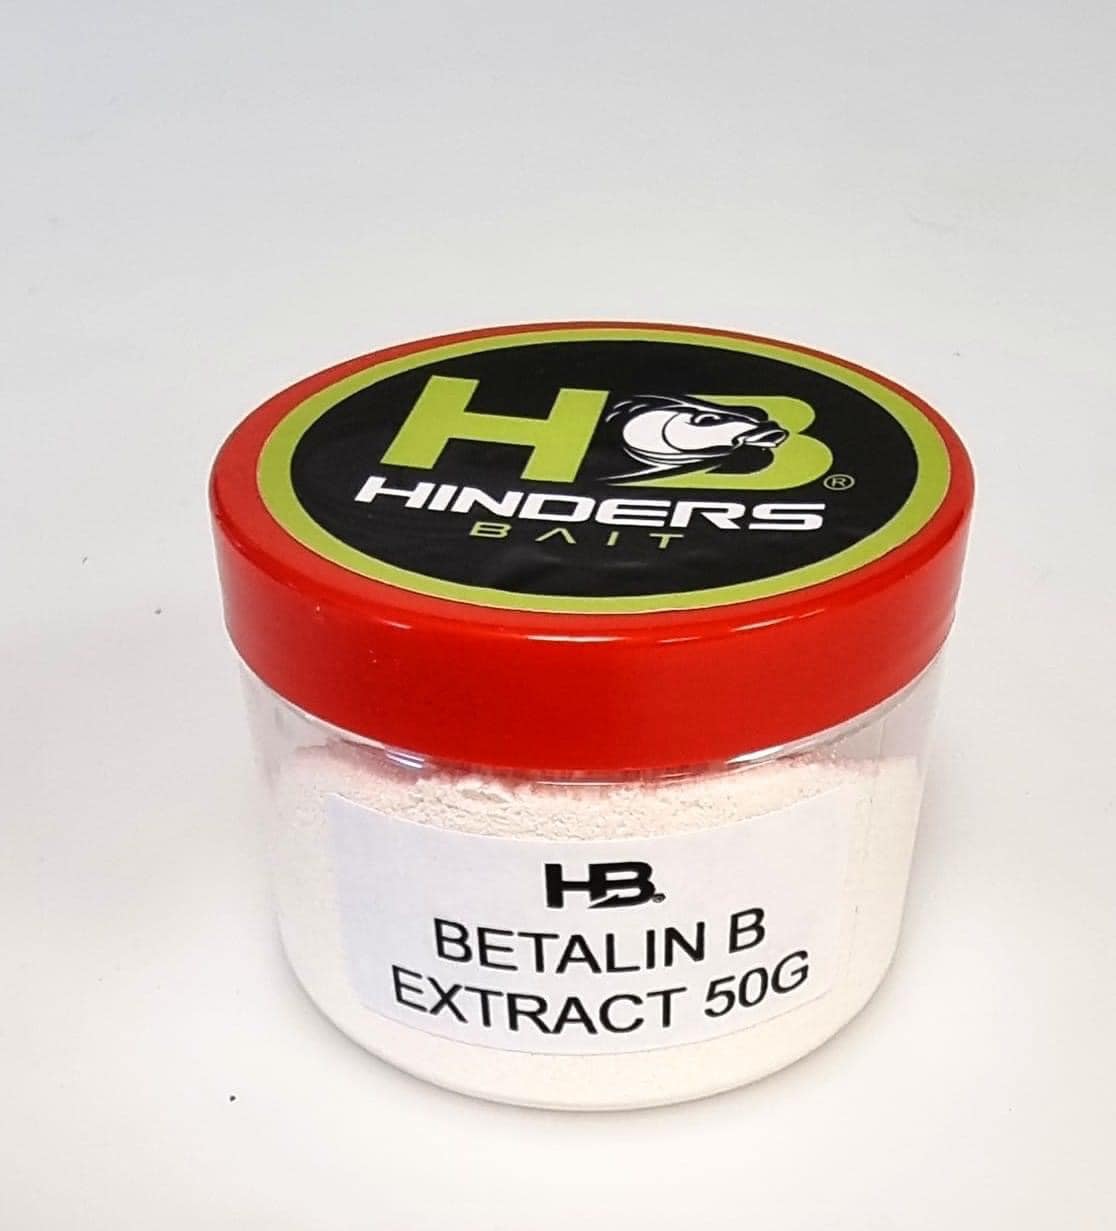 HB®
HINDERS
BAIT
HB®
BETALIN B
EXTRACT 50G